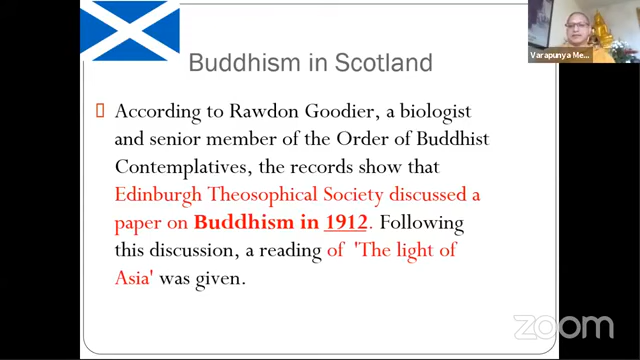 Varapunya Me...
Buddhism in Scotland
According to Rawdon Goodier, a biologist
and senior member of the Order of Buddhist
Contemplatives, the records show that
Edinburgh Theosophical Society discussed a
paper on Buddhism in 1912. Following
this discussion, a reading of 'The light of
Asia' was given.
zoom